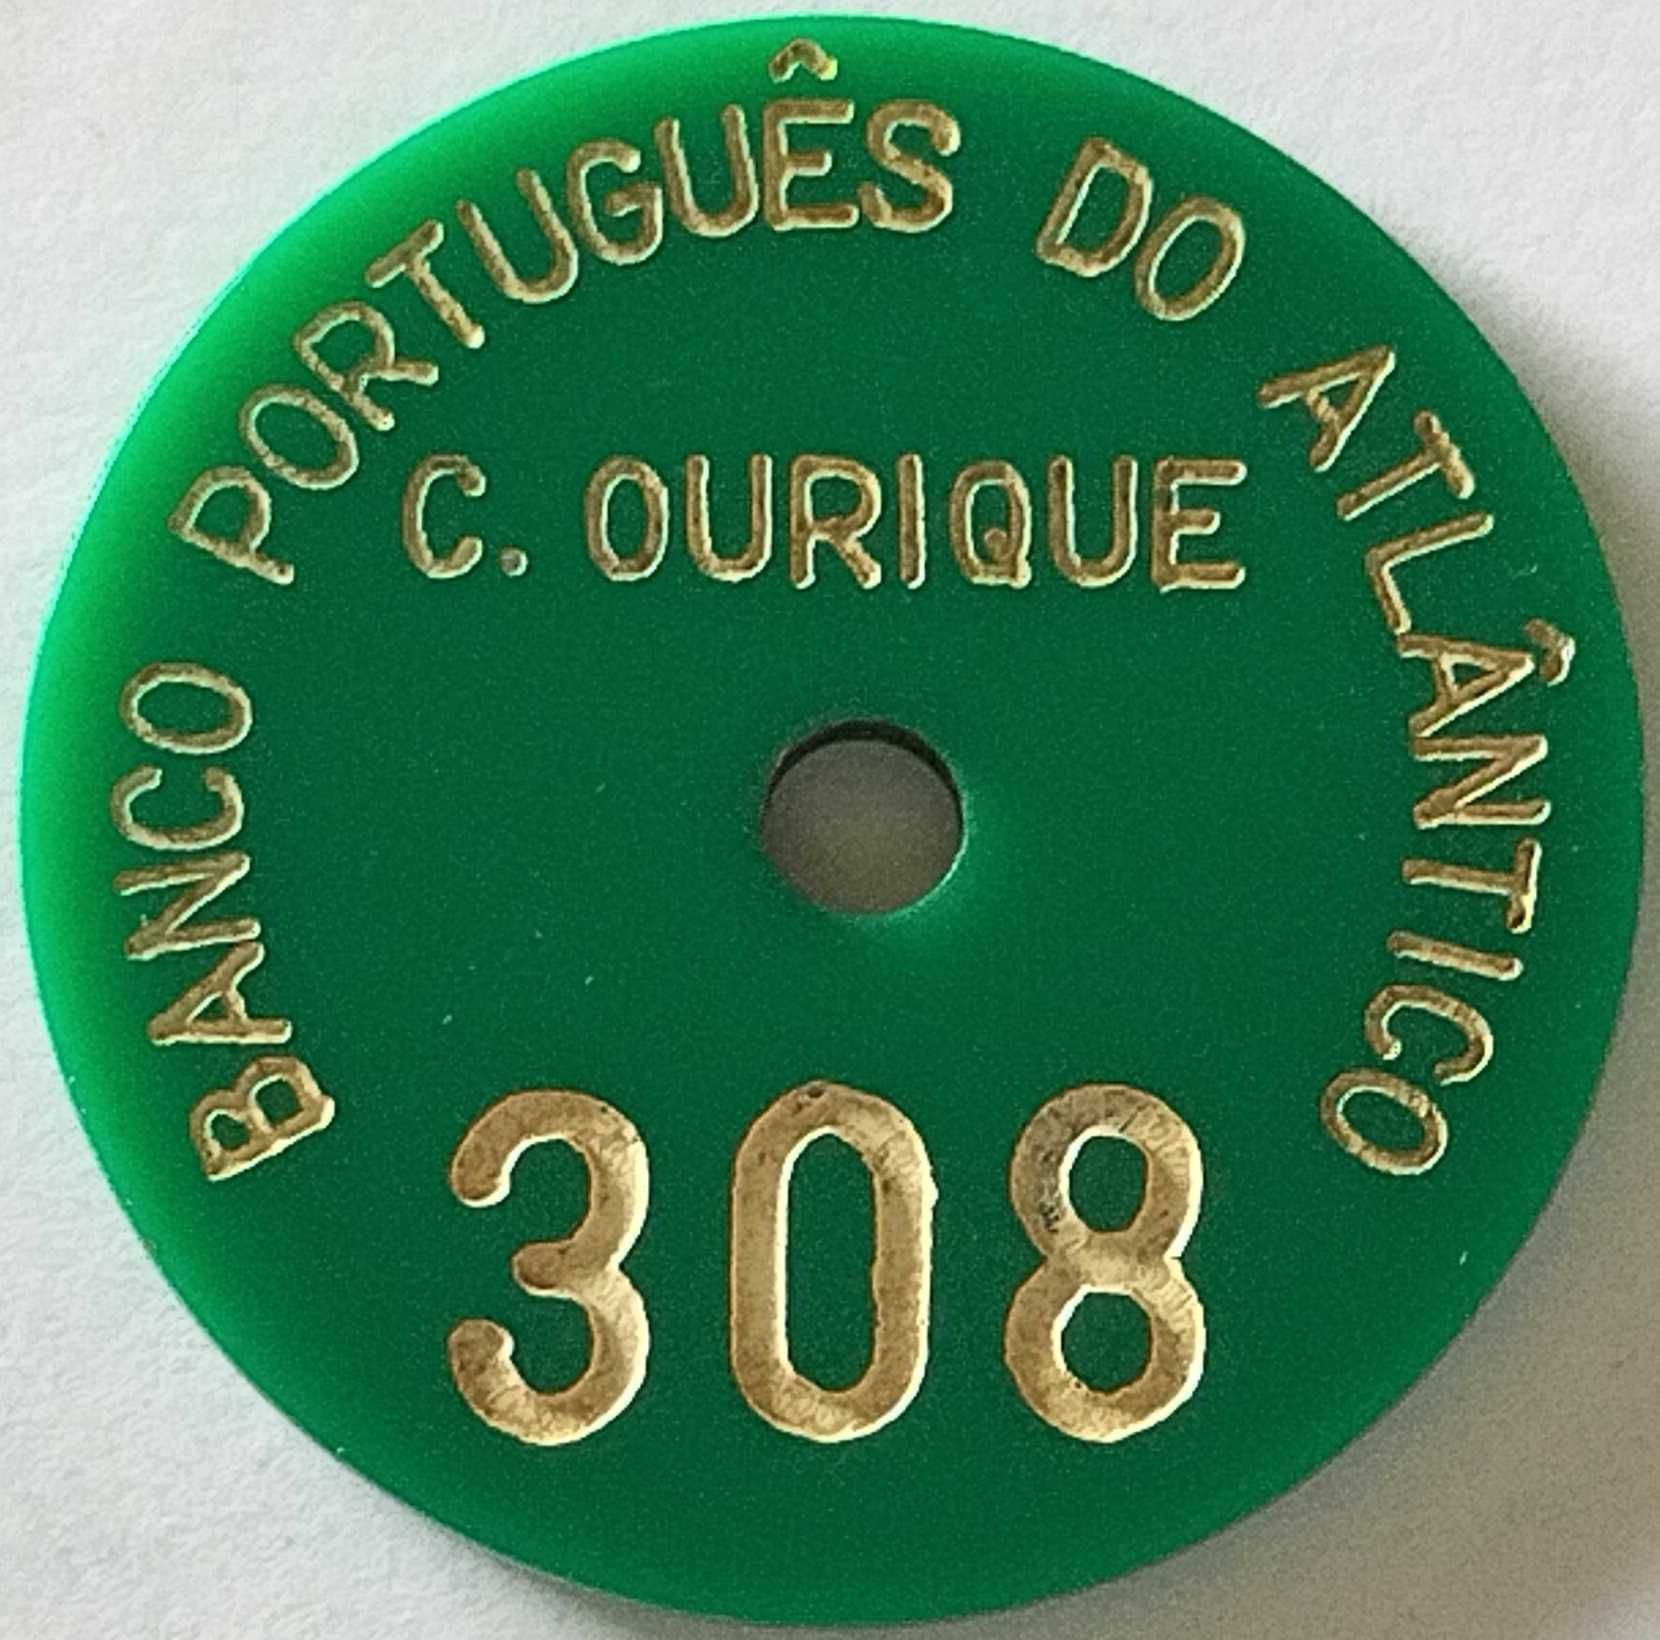 BANCO PORTUGUÊS DO ATLÂNTICO
C. OURIQUE
308